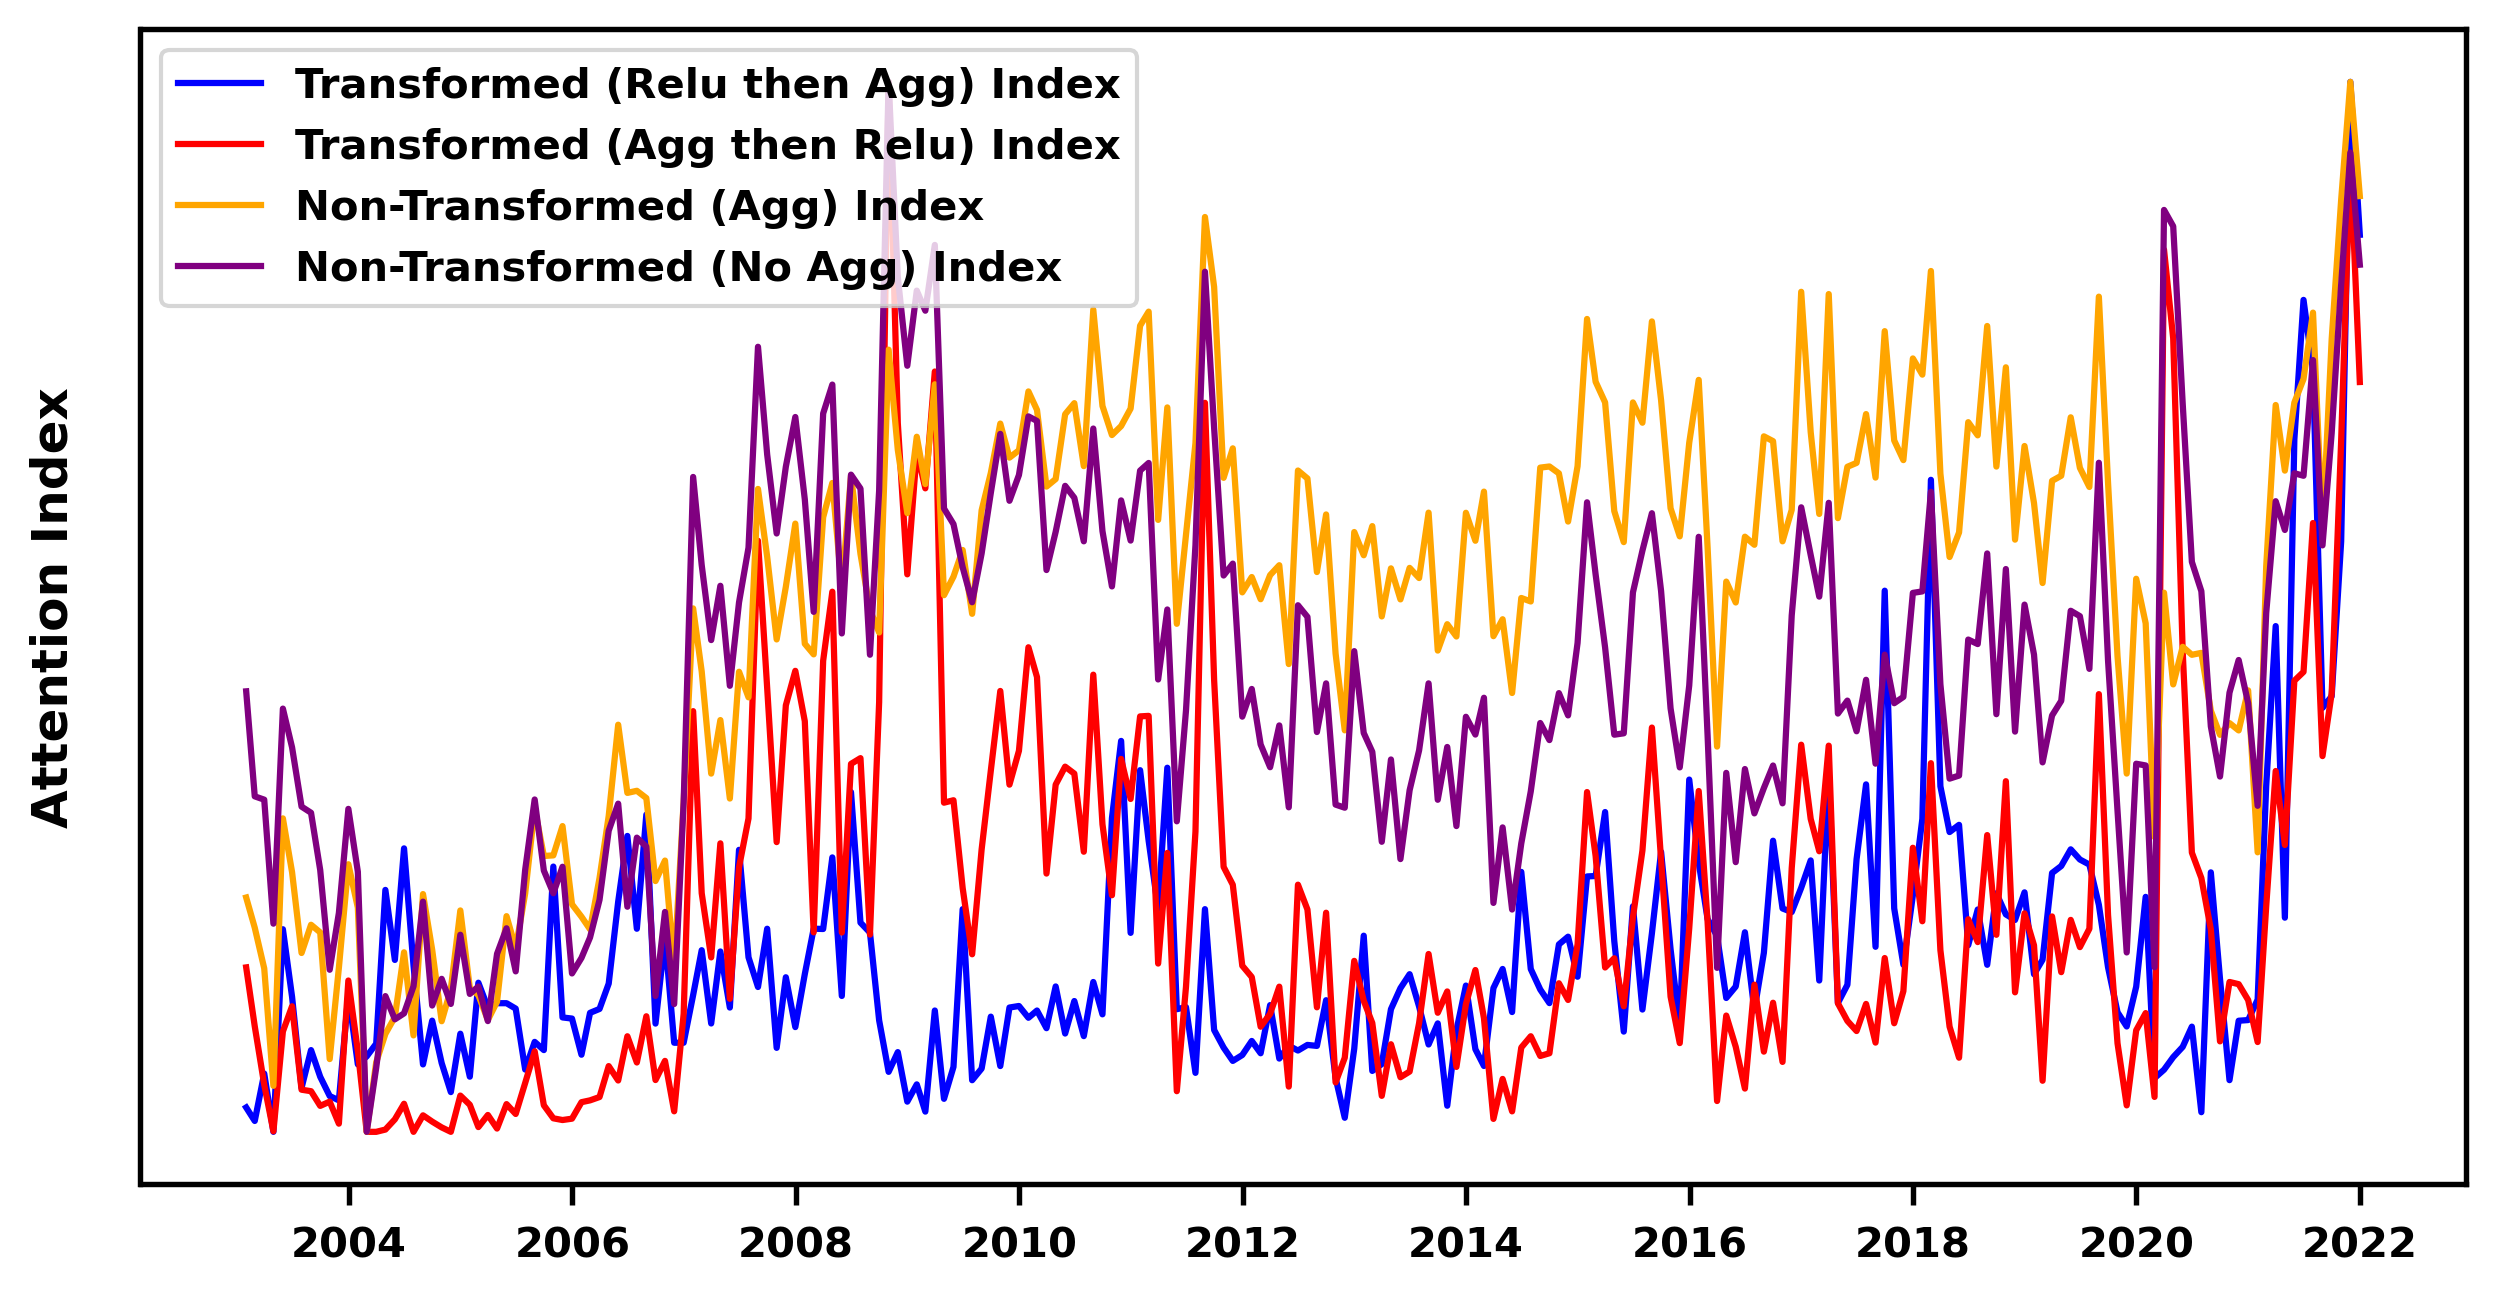 Transformed (Relu then Agg) Index
Transformed (Agg then Relu) Index
Non-Transformed (Agg) Index
Non-Transformed (No Agg) Index
Attention Index
2004 2006 2008 2010 2012 2014 2016 2018 2020 2022